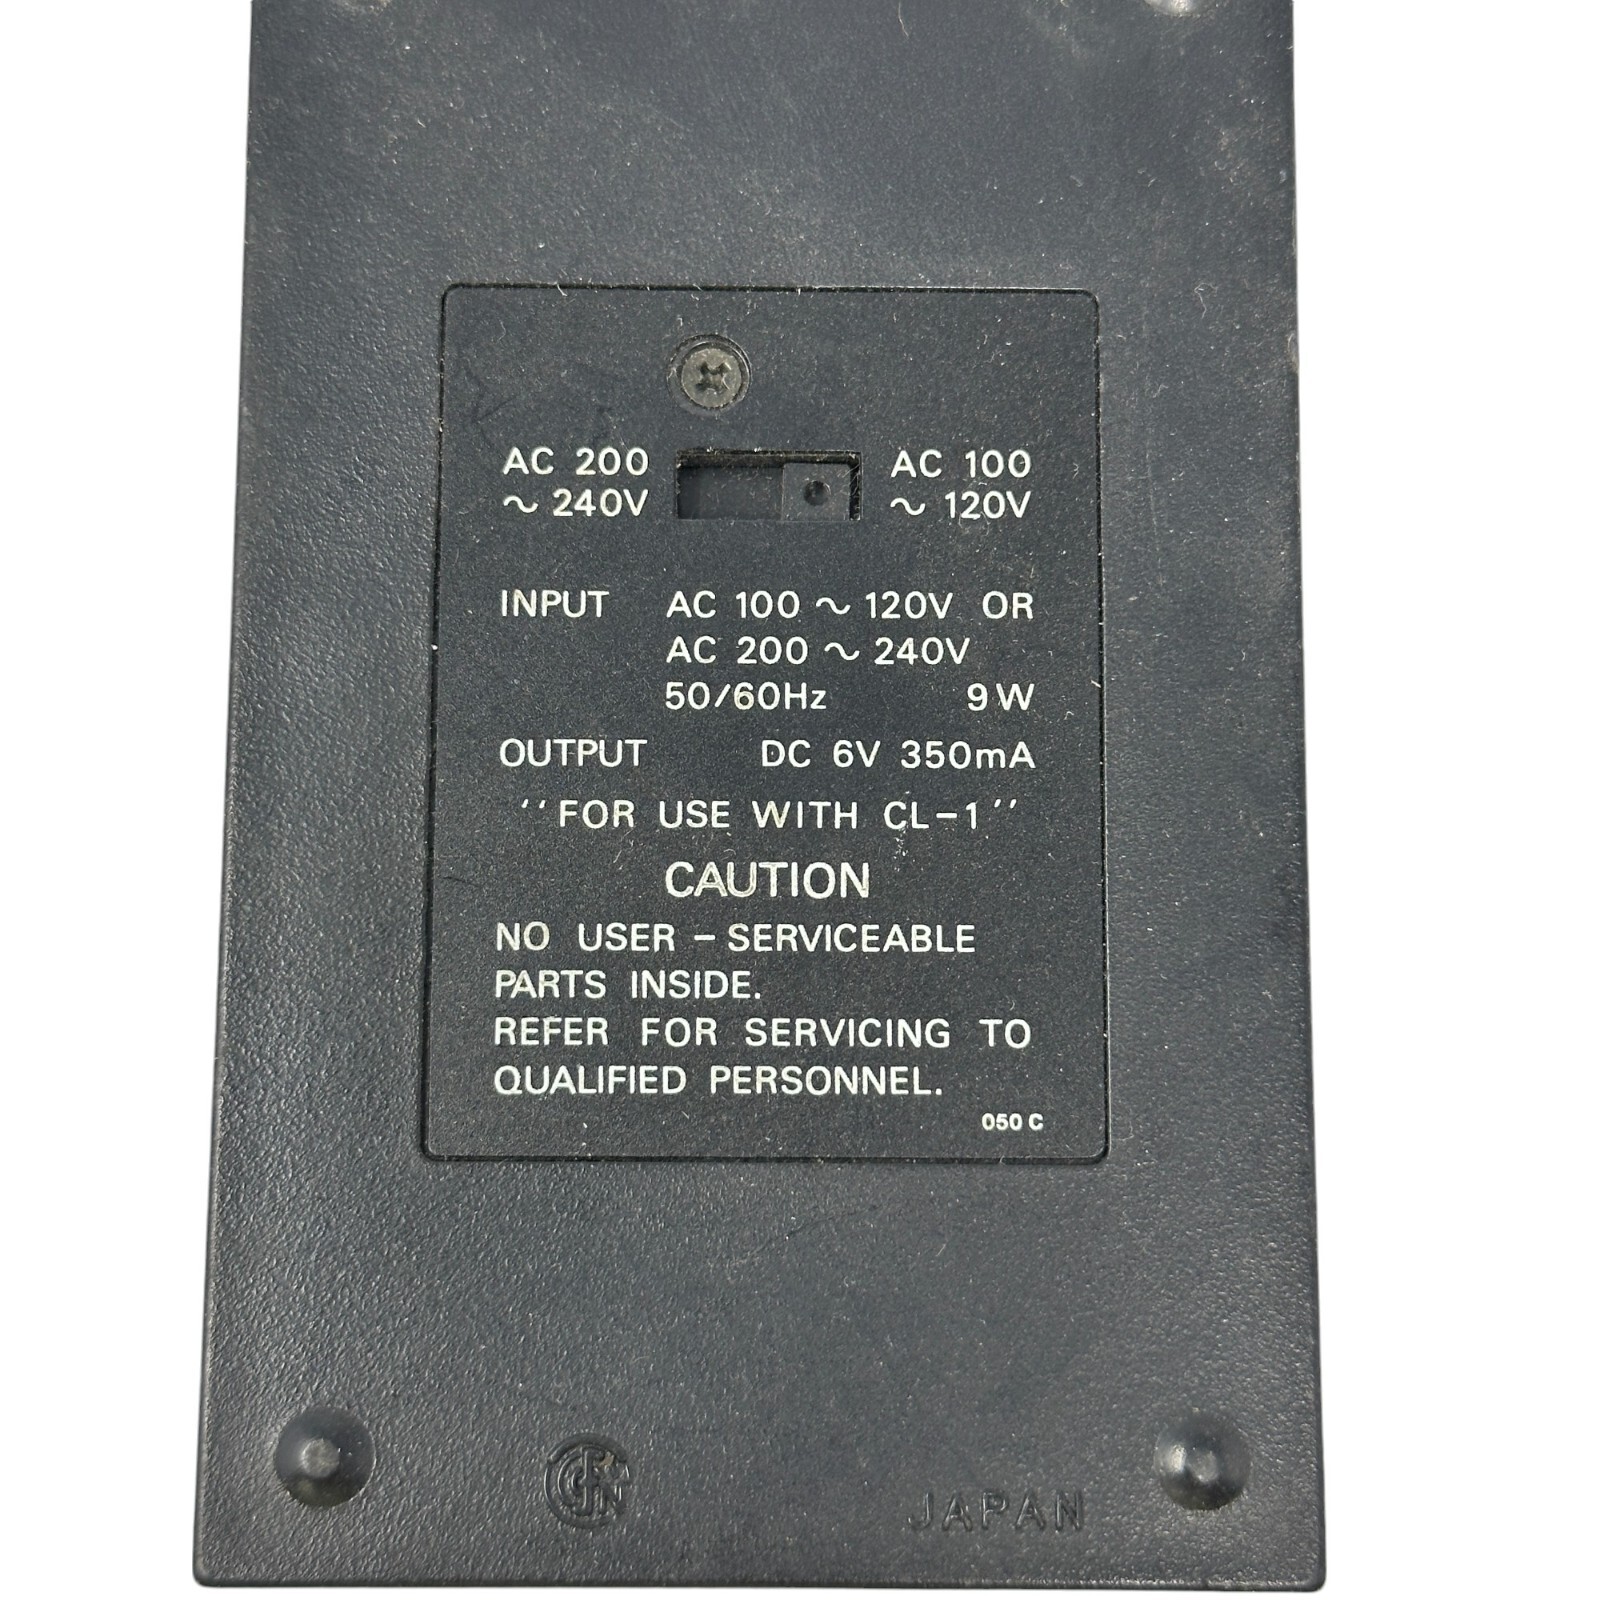 AC 200 AC 100
～ 240V ～ 120V
INPUT AC 100 ～ 120V OR
AC 200 ～ 240V
50/60Hz 9W
OUTPUT DC 6V 350mA
‘‘FOR USE WITH CL-1’’
CAUTION
NO USER – SERVICEABLE
PARTS INSIDE.
REFER FOR SERVICING TO
QUALIFIED PERSONNEL.
050 C
JAPAN